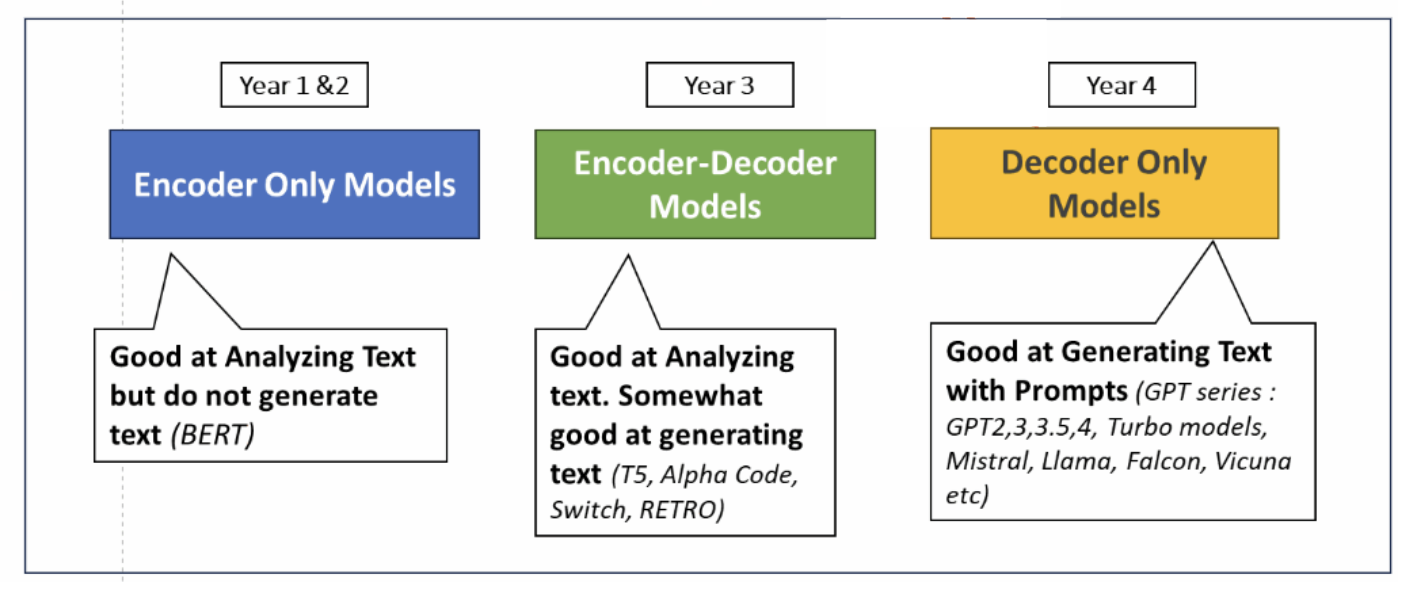 Year 1 &2
Encoder Only Models
Good at Analyzing Text
but do not generate
text (BERT)
Year 3
Encoder-Decoder
Models
Good at Analyzing
text. Somewhat
good at generating
text (T5, Alpha Code,
Switch, RETRO)
Year 4
Decoder Only
Models
Good at Generating Text
with Prompts (GPT series :
GPT2,3,3.5,4, Turbo models,
Mistral, Llama, Falcon, Vicuna
etc)